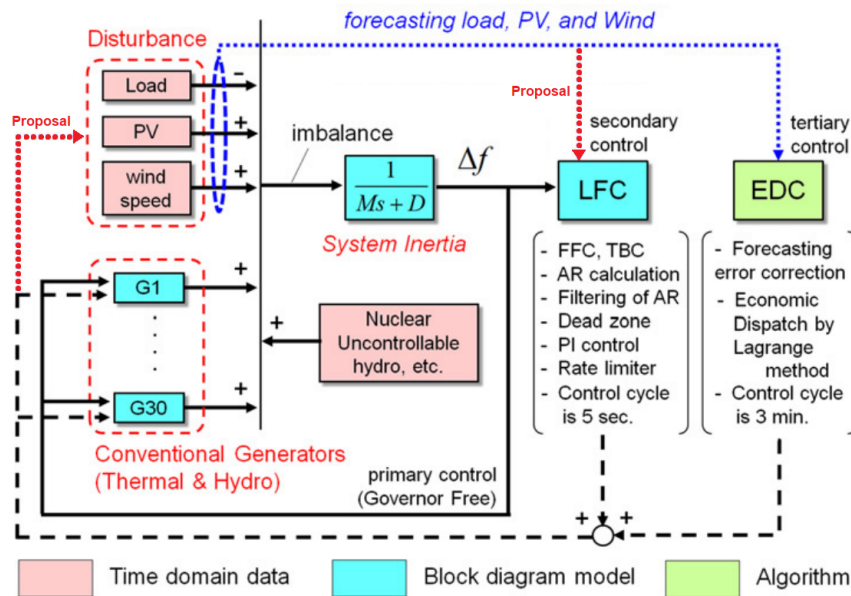 forecasting load, PV, and Wind
Disturbance
Load
−
Proposal
PV
+
wind
speed
+
imbalance
1
Ms + D
System Inertia
Δf
Proposal
secondary
control
LFC
tertiary
control
EDC
- FFC, TBC
- AR calculation
- Filtering of AR
- Dead zone
- PI control
- Rate limiter
- Control cycle
is 5 sec.
- Forecasting
error correction
- Economic
Dispatch by
Lagrange
method
- Control cycle
is 3 min.
G1
+
G30
+
+
Nuclear
Uncontrollable
hydro, etc.
Conventional Generators
(Thermal & Hydro)
primary control
(Governor Free)
+
+
Time domain data
Block diagram model
Algorithm